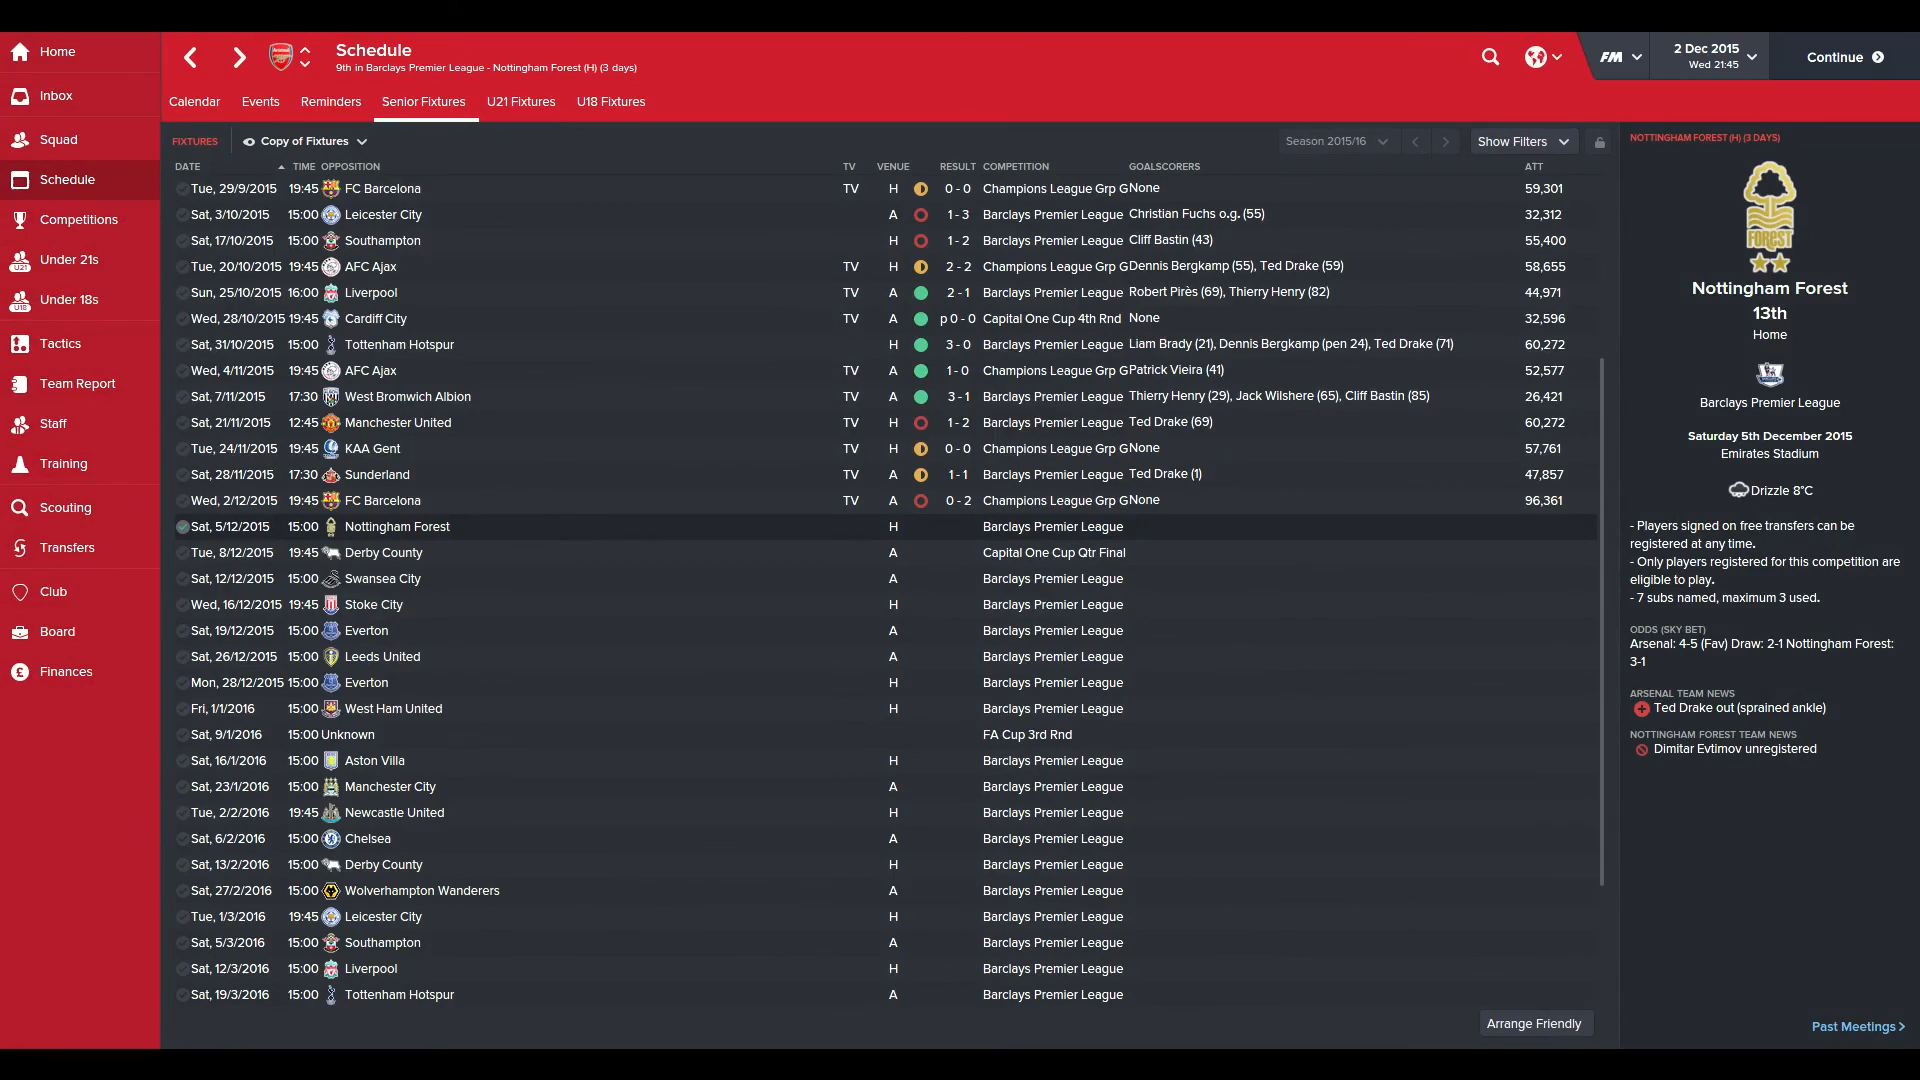 Home
Inbox
Squad
Schedule
Competitions
Under 21s
U21
Under 18s
U18
Tactics
Team Report
Staff
Training
Scouting
Transfers
Club
Board
Finances
Schedule
9th in Barclays Premier League - Nottingham Forest (H) (3 days)
FM
2 Dec 2015
Wed 21:45
Continue
Calendar Events Reminders Senior Fixtures U21 Fixtures U18 Fixtures
FIXTURES Copy of Fixtures Season 2015/16 Show Filters
DATE TIME OPPOSITION TV VENUE RESULT COMPETITION GOALSCORERS ATT
Tue, 29/9/2015 19:45 FC Barcelona TV H 0 - 0 Champions League Grp G None 59,301
Sat, 3/10/2015 15:00 Leicester City A 1 - 3 Barclays Premier League Christian Fuchs o.g. (55) 32,312
Sat, 17/10/2015 15:00 Southampton H 1 - 2 Barclays Premier League Cliff Bastin (43) 55,400
Tue, 20/10/2015 19:45 AFC Ajax TV H 2 - 2 Champions League Grp G Dennis Bergkamp (55), Ted Drake (59) 58,655
Sun, 25/10/2015 16:00 Liverpool TV A 2 - 1 Barclays Premier League Robert Pirès (69), Thierry Henry (82) 44,971
Wed, 28/10/2015 19:45 Cardiff City TV A p 0 - 0 Capital One Cup 4th Rnd None 32,596
Sat, 31/10/2015 15:00 Tottenham Hotspur H 3 - 0 Barclays Premier League Liam Brady (21), Dennis Bergkamp (pen 24), Ted Drake (71) 60,272
Wed, 4/11/2015 19:45 AFC Ajax TV A 1 - 0 Champions League Grp G Patrick Vieira (41) 52,577
Sat, 7/11/2015 17:30 West Bromwich Albion TV A 3 - 1 Barclays Premier League Thierry Henry (29), Jack Wilshere (65), Cliff Bastin (85) 26,421
Sat, 21/11/2015 12:45 Manchester United TV H 1 - 2 Barclays Premier League Ted Drake (69) 60,272
Tue, 24/11/2015 19:45 KAA Gent TV H 0 - 0 Champions League Grp G None 57,761
Sat, 28/11/2015 17:30 Sunderland TV A 1 - 1 Barclays Premier League Ted Drake (1) 47,857
Wed, 2/12/2015 19:45 FC Barcelona TV A 0 - 2 Champions League Grp G None 96,361
Sat, 5/12/2015 15:00 Nottingham Forest H Barclays Premier League
Tue, 8/12/2015 19:45 Derby County A Capital One Cup Qtr Final
Sat, 12/12/2015 15:00 Swansea City A Barclays Premier League
Wed, 16/12/2015 19:45 Stoke City H Barclays Premier League
Sat, 19/12/2015 15:00 Everton A Barclays Premier League
Sat, 26/12/2015 15:00 Leeds United A Barclays Premier League
Mon, 28/12/2015 15:00 Everton H Barclays Premier League
Fri, 1/1/2016 15:00 West Ham United H Barclays Premier League
Sat, 9/1/2016 15:00 Unknown FA Cup 3rd Rnd
Sat, 16/1/2016 15:00 Aston Villa H Barclays Premier League
Sat, 23/1/2016 15:00 Manchester City A Barclays Premier League
Tue, 2/2/2016 19:45 Newcastle United H Barclays Premier League
Sat, 6/2/2016 15:00 Chelsea A Barclays Premier League
Sat, 13/2/2016 15:00 Derby County H Barclays Premier League
Sat, 27/2/2016 15:00 Wolverhampton Wanderers A Barclays Premier League
Tue, 1/3/2016 19:45 Leicester City H Barclays Premier League
Sat, 5/3/2016 15:00 Southampton A Barclays Premier League
Sat, 12/3/2016 15:00 Liverpool H Barclays Premier League
Sat, 19/3/2016 15:00 Tottenham Hotspur A Barclays Premier League
Arrange Friendly
NOTTINGHAM FOREST (H) (3 DAYS)
FOREST
Nottingham Forest
13th
Home
Barclays Premier League
Saturday 5th December 2015
Emirates Stadium
Drizzle 8°C
- Players signed on free transfers can be
registered at any time.
- Only players registered for this competition are
eligible to play.
- 7 subs named, maximum 3 used.
ODDS (SKY BET)
Arsenal: 4-5 (Fav) Draw: 2-1 Nottingham Forest:
3-1
ARSENAL TEAM NEWS
Ted Drake out (sprained ankle)
NOTTINGHAM FOREST TEAM NEWS
Dimitar Evtimov unregistered
Past Meetings >